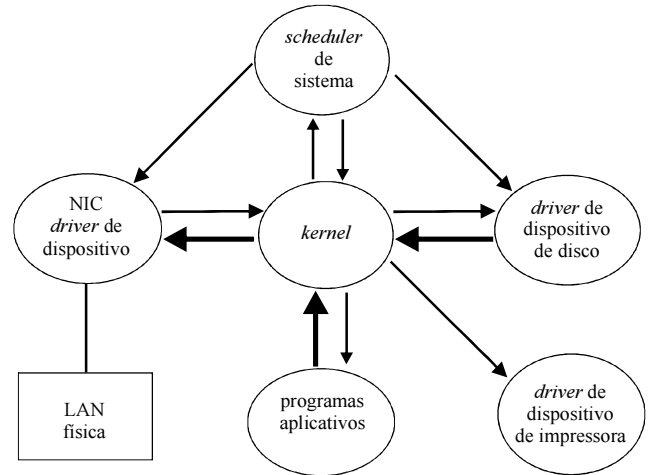 scheduler
de
sistema
NIC
driver de
dispositivo
kernel
driver de
dispositivo
de disco
LAN
física
programas
aplicativos
driver de
dispositivo
de impressora